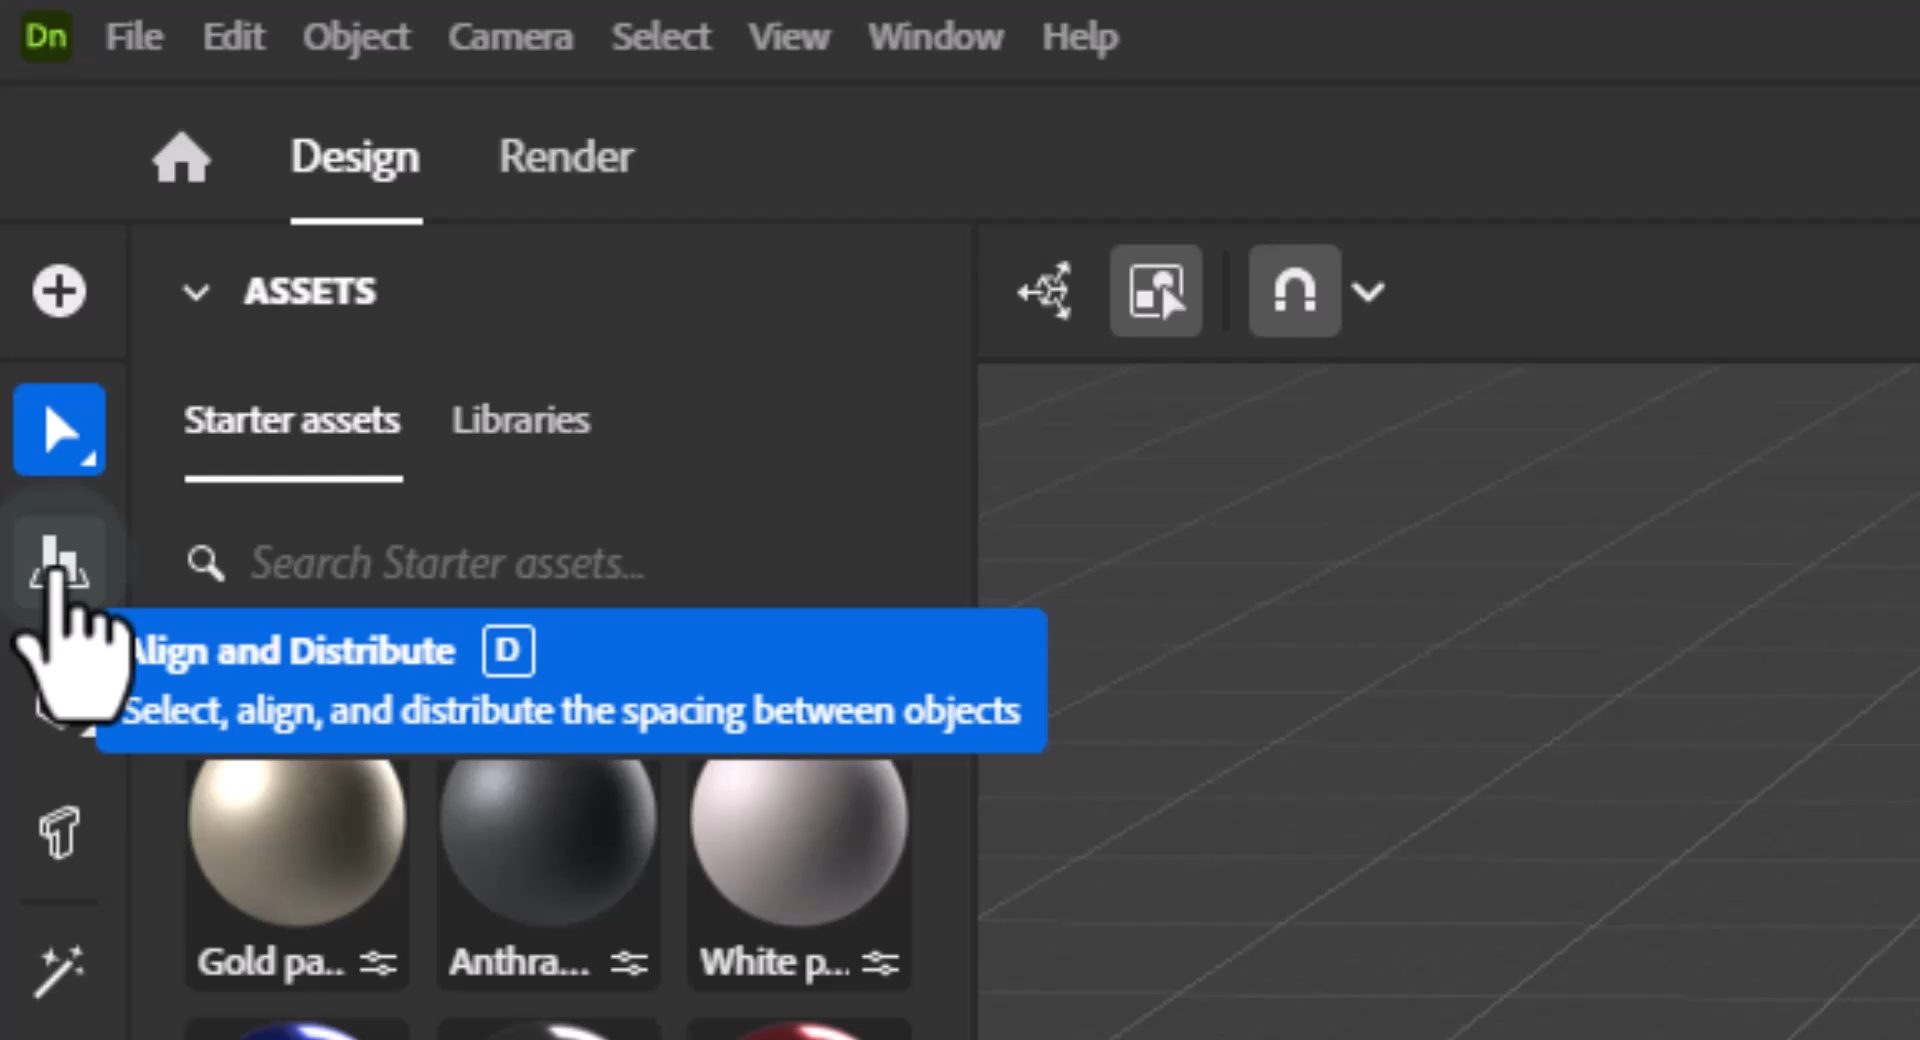 Dn File Edit Object Camera Select View Window Help
Design Render
ASSETS
Starter assets Libraries
Search Starter assets...
Align and Distribute D
Select, align, and distribute the spacing between objects
Gold pa... Anthra... White p...